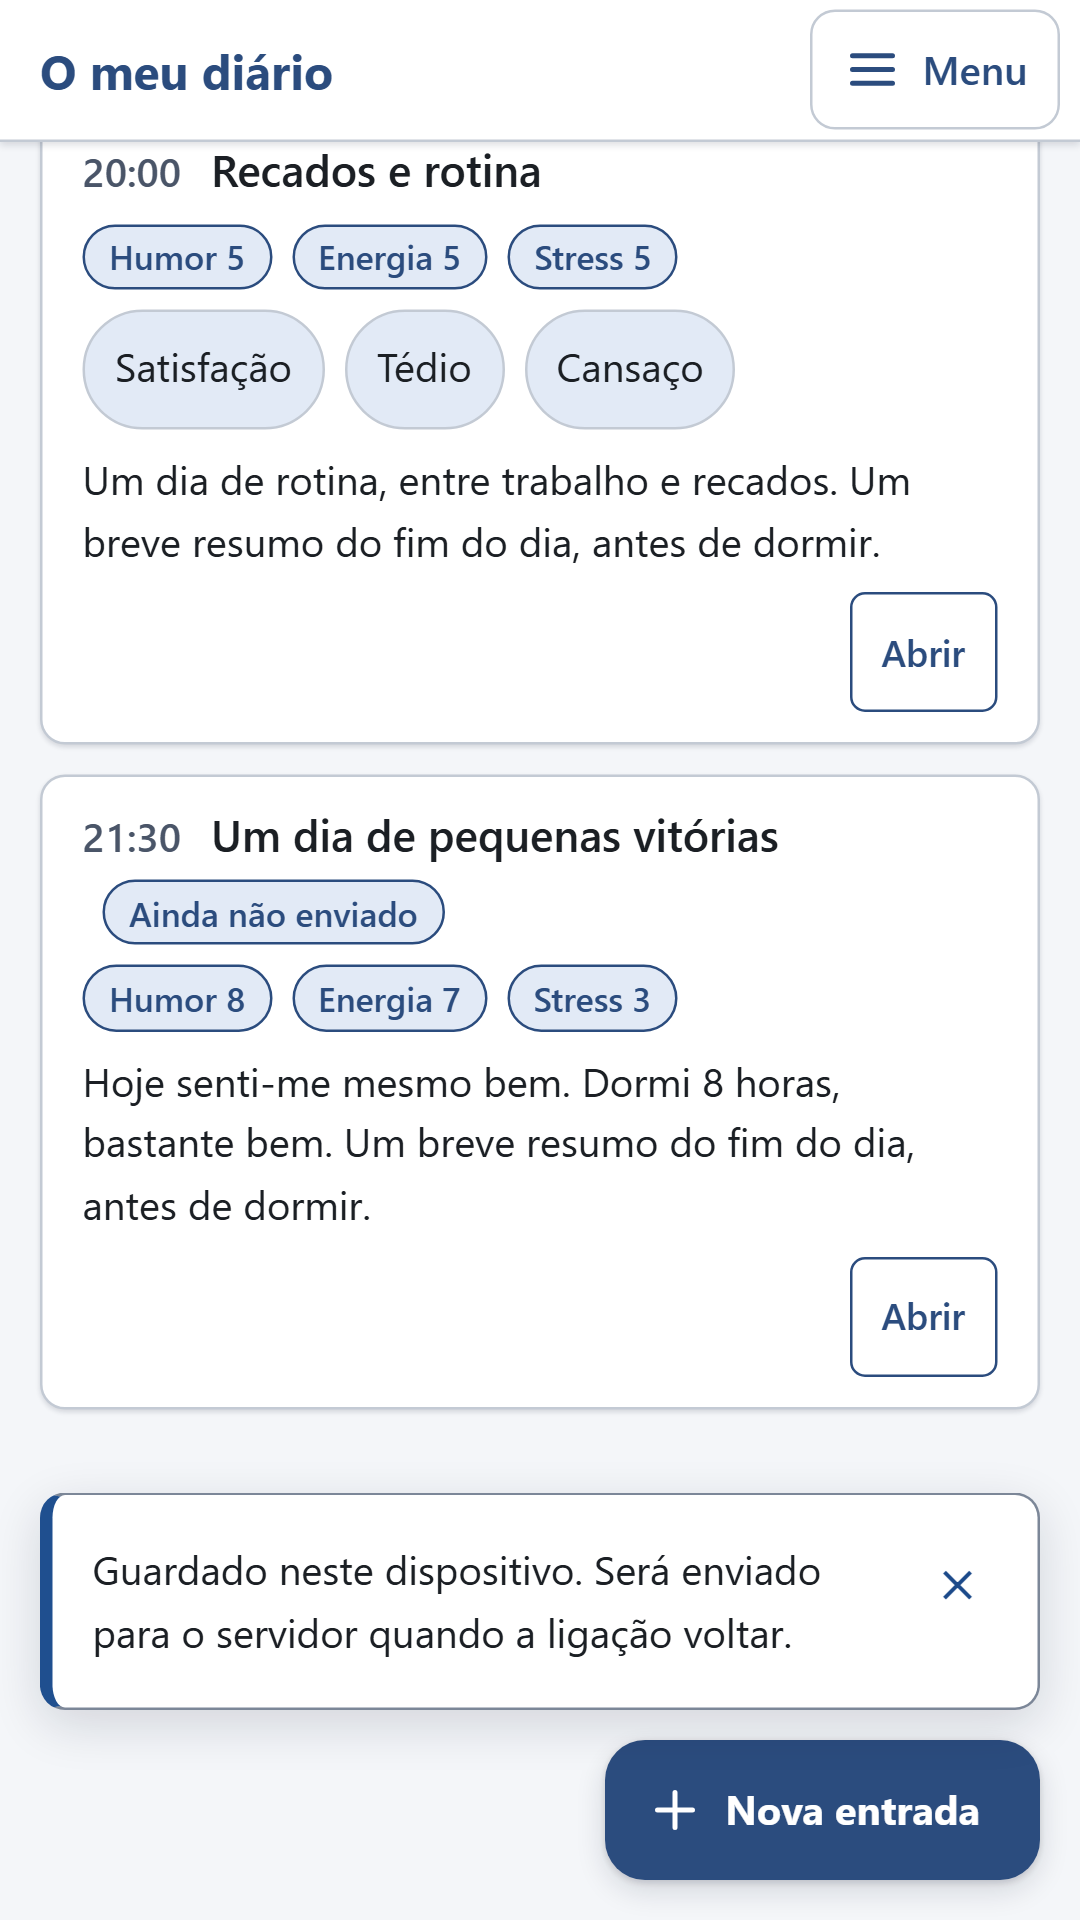 O meu diário
Menu
20:00 Recados e rotina
Humor 5 Energia 5 Stress 5
Satisfação Tédio Cansaço
Um dia de rotina, entre trabalho e recados. Um
breve resumo do fim do dia, antes de dormir.
Abrir
21:30 Um dia de pequenas vitórias
Ainda não enviado
Humor 8 Energia 7 Stress 3
Hoje senti-me mesmo bem. Dormi 8 horas,
bastante bem. Um breve resumo do fim do dia,
antes de dormir.
Abrir
Guardado neste dispositivo. Será enviado
para o servidor quando a ligação voltar.
Nova entrada